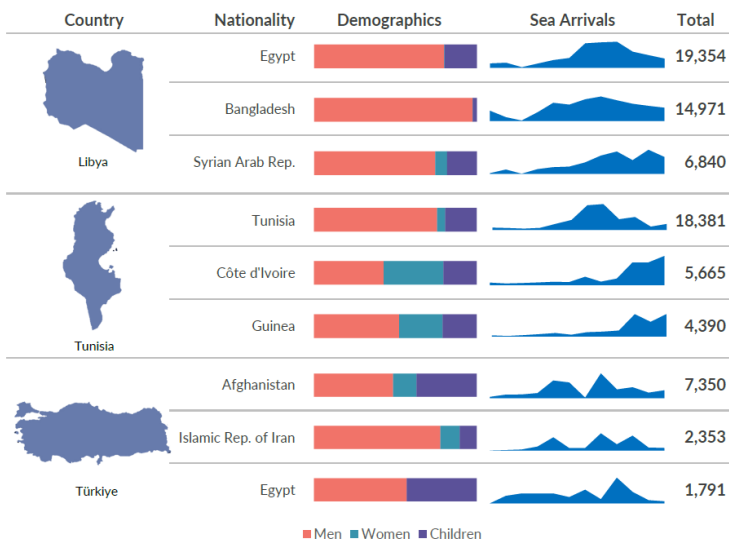 Country Nationality Demographics Sea Arrivals Total
Egypt 19,354
Bangladesh 14,971
Libya
Syrian Arab Rep. 6,840
Tunisia 18,381
Côte d'Ivoire 5,665
Guinea 4,390
Tunisia
Afghanistan 7,350
Islamic Rep. of Iran 2,353
Egypt 1,791
Türkiye
Men Women Children